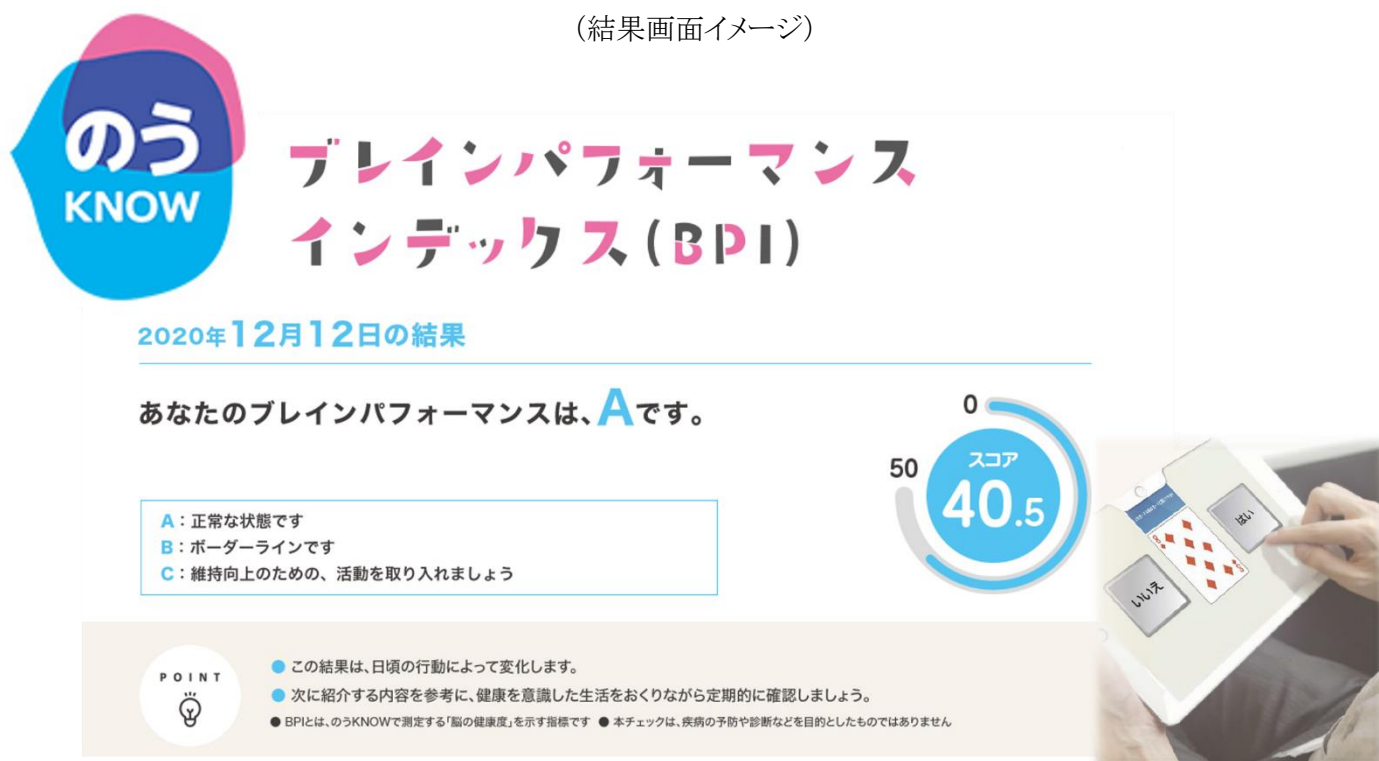 (結果画面イメージ)
のう
KNOW
ブレインパフォーマンス
インデックス(BPI)
2020年12月12日の結果
あなたのブレインパフォーマンスは、Aです。
0
50
スコア
40.5
A:正常な状態です
B:ボーダーラインです
C:維持向上のための、活動を取り入れましょう
はい
いいえ
POINT
● この結果は、日頃の行動によって変化します。
● 次に紹介する内容を参考に、健康を意識した生活をおくりながら定期的に確認しましょう。
● BPIとは、のうKNOWで測定する「脳の健康度」を示す指標です ● 本チェックは、疾病の予防や診断などを目的としたものではありません